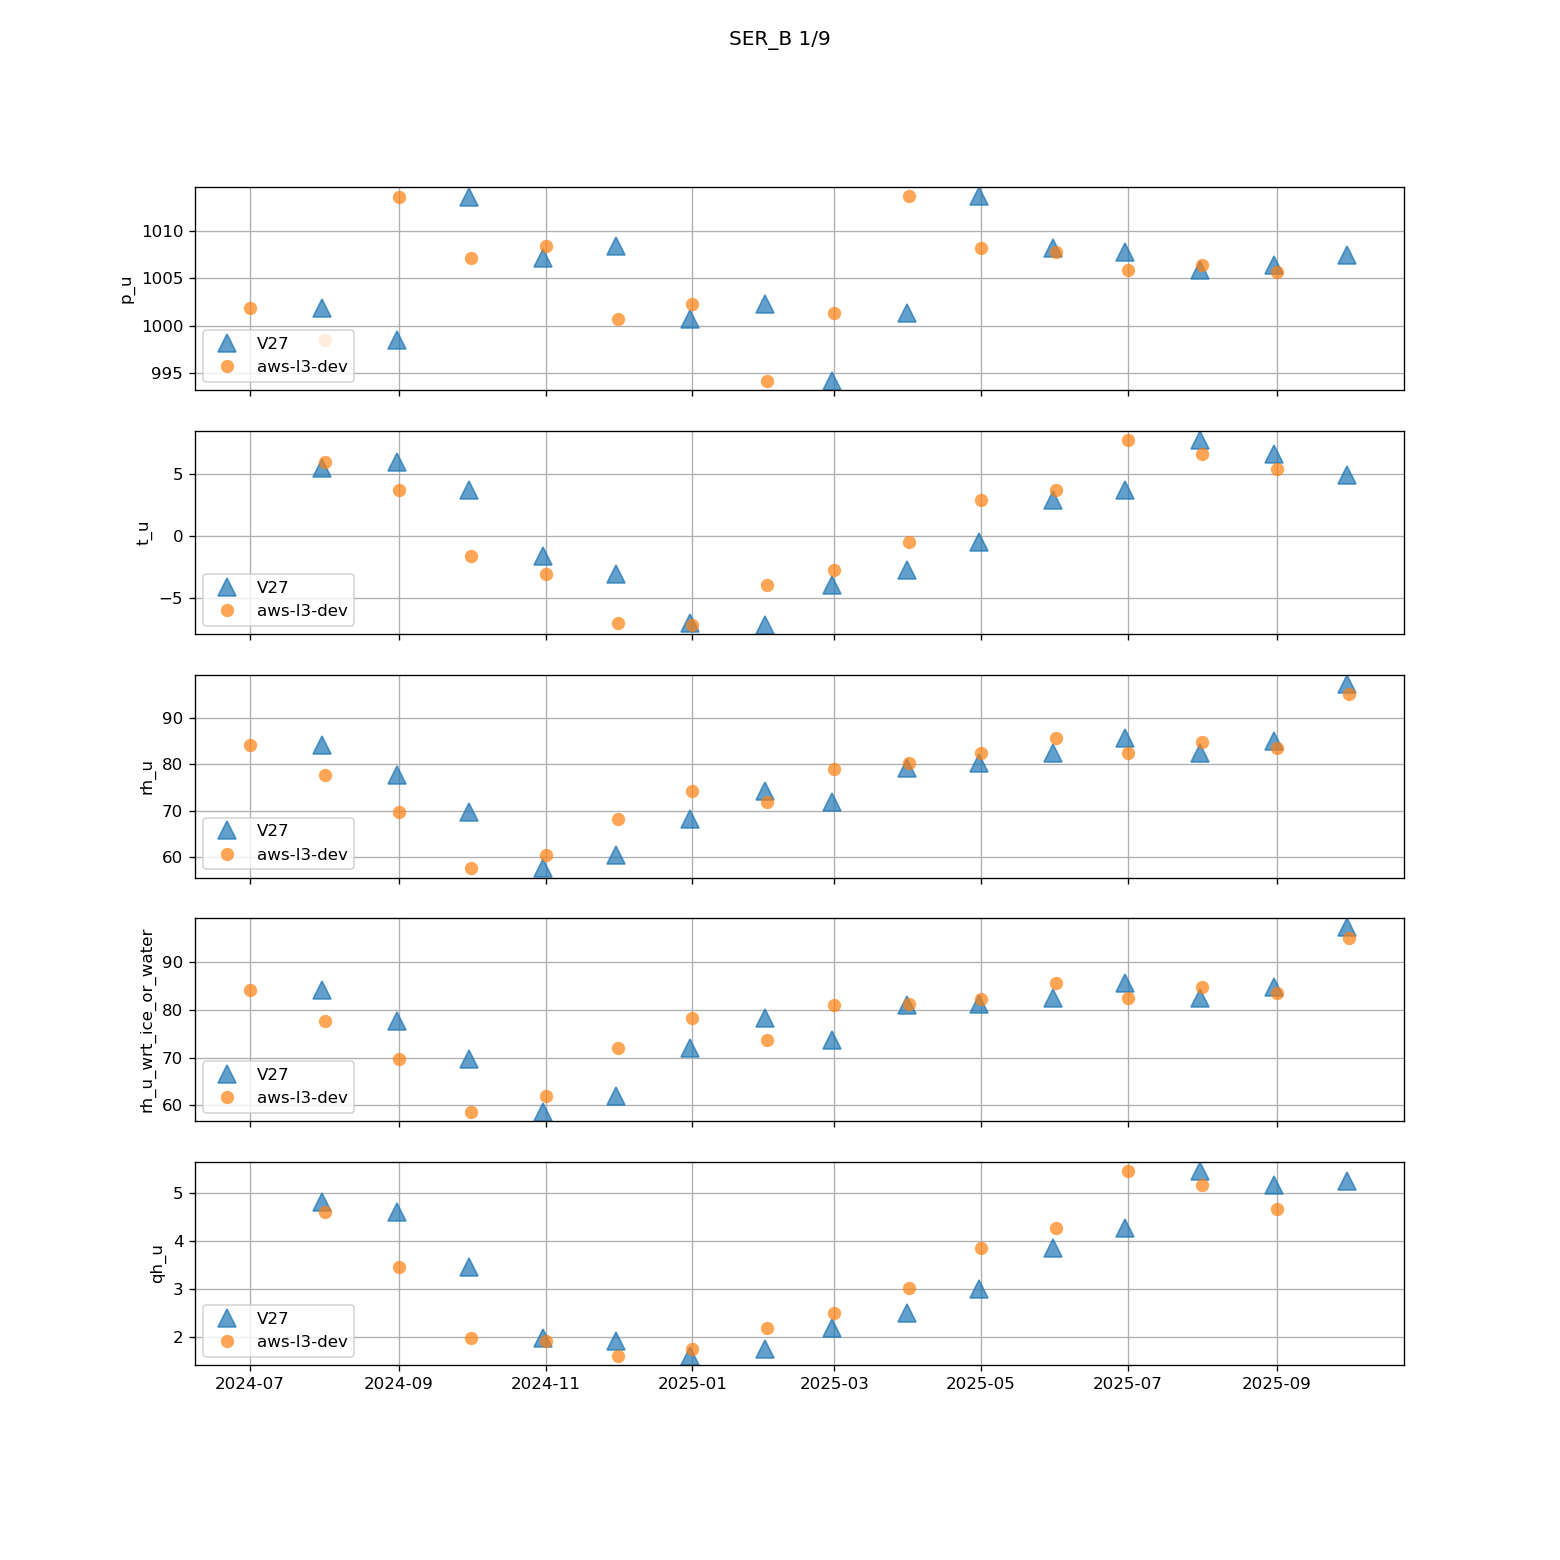 SER_B 1/9
p_u
1010
1005
1000
995
V27
aws-l3-dev
t_u
5
0
−5
V27
aws-l3-dev
rh_u
90
80
70
60
V27
aws-l3-dev
rh_u_wrt_ice_or_water
90
80
70
60
V27
aws-l3-dev
qh_u
5
4
3
2
V27
aws-l3-dev
2024-07 2024-09 2024-11 2025-01 2025-03 2025-05 2025-07 2025-09